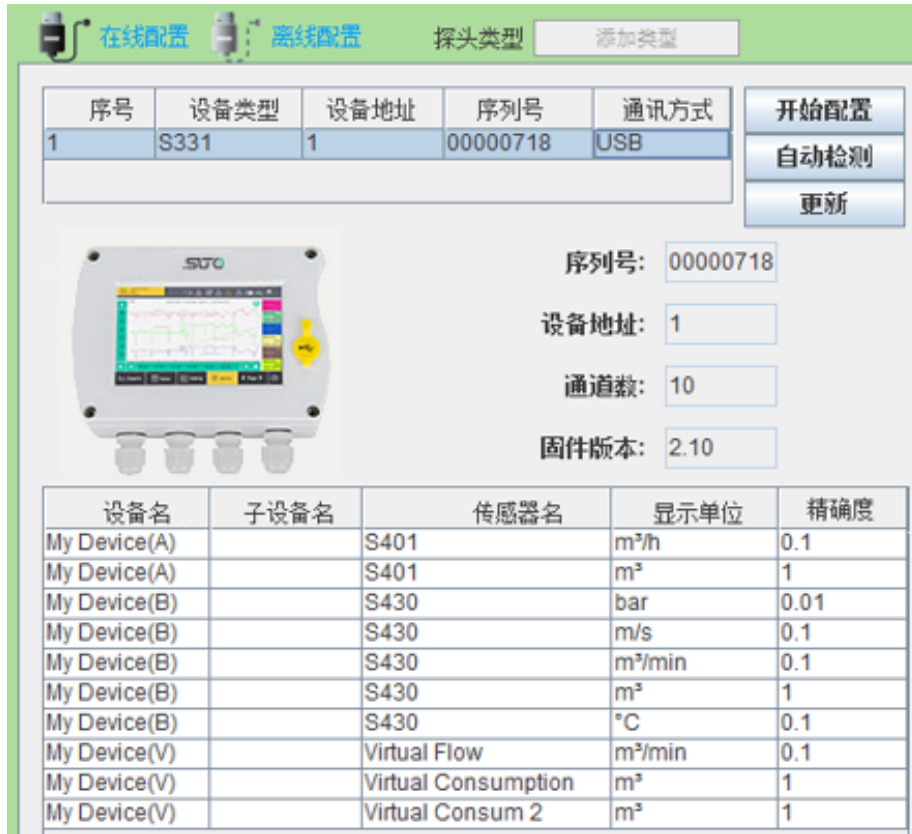 在线配置 离线配置 探头类型 添加类型
序号 设备类型 设备地址 序列号 通讯方式 开始配置
1 S331 1 00000718 USB 自动检测
更新
SUTO
序列号: 00000718
设备地址: 1
通道数: 10
固件版本: 2.10
设备名 子设备名 传感器名 显示单位 精确度
My Device(A) S401 m³/h 0.1
My Device(A) S401 m³ 1
My Device(B) S430 bar 0.01
My Device(B) S430 m/s 0.1
My Device(B) S430 m³/min 0.1
My Device(B) S430 m³ 1
My Device(B) S430 °C 0.1
My Device(V) Virtual Flow m³/min 0.1
My Device(V) Virtual Consumption m³ 1
My Device(V) Virtual Consum 2 m³ 1